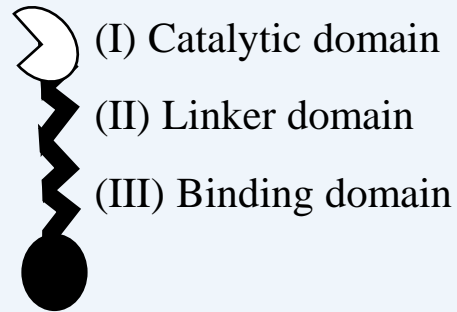 (I) Catalytic domain
(II) Linker domain
(III) Binding domain